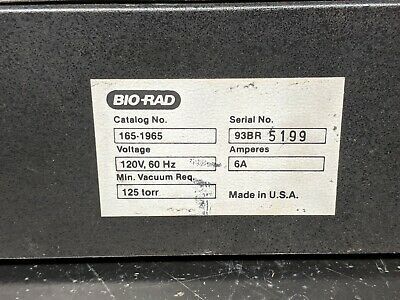 BIO-RAD
Catalog No. Serial No.
165-1965 93BR 5199
Voltage Amperes
120V, 60 Hz 6A
Min. Vacuum Req.
125 torr Made in U.S.A.